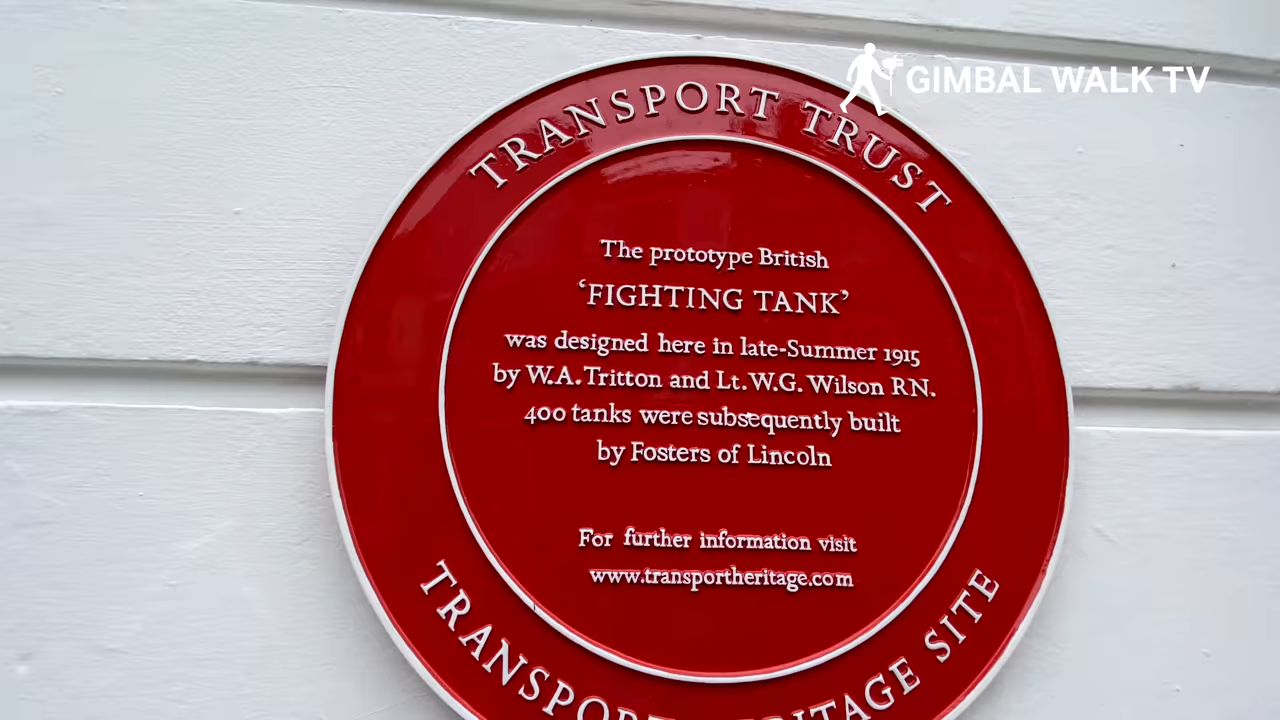 GIMBAL WALK TV
TRANSPORT TRUST
The prototype British
‘FIGHTING TANK’
was designed here in late-Summer 1915
by W.A. Tritton and Lt. W.G. Wilson RN.
400 tanks were subsequently built
by Fosters of Lincoln
For further information visit
www.transportheritage.com
TRANSPORT HERITAGE SITE